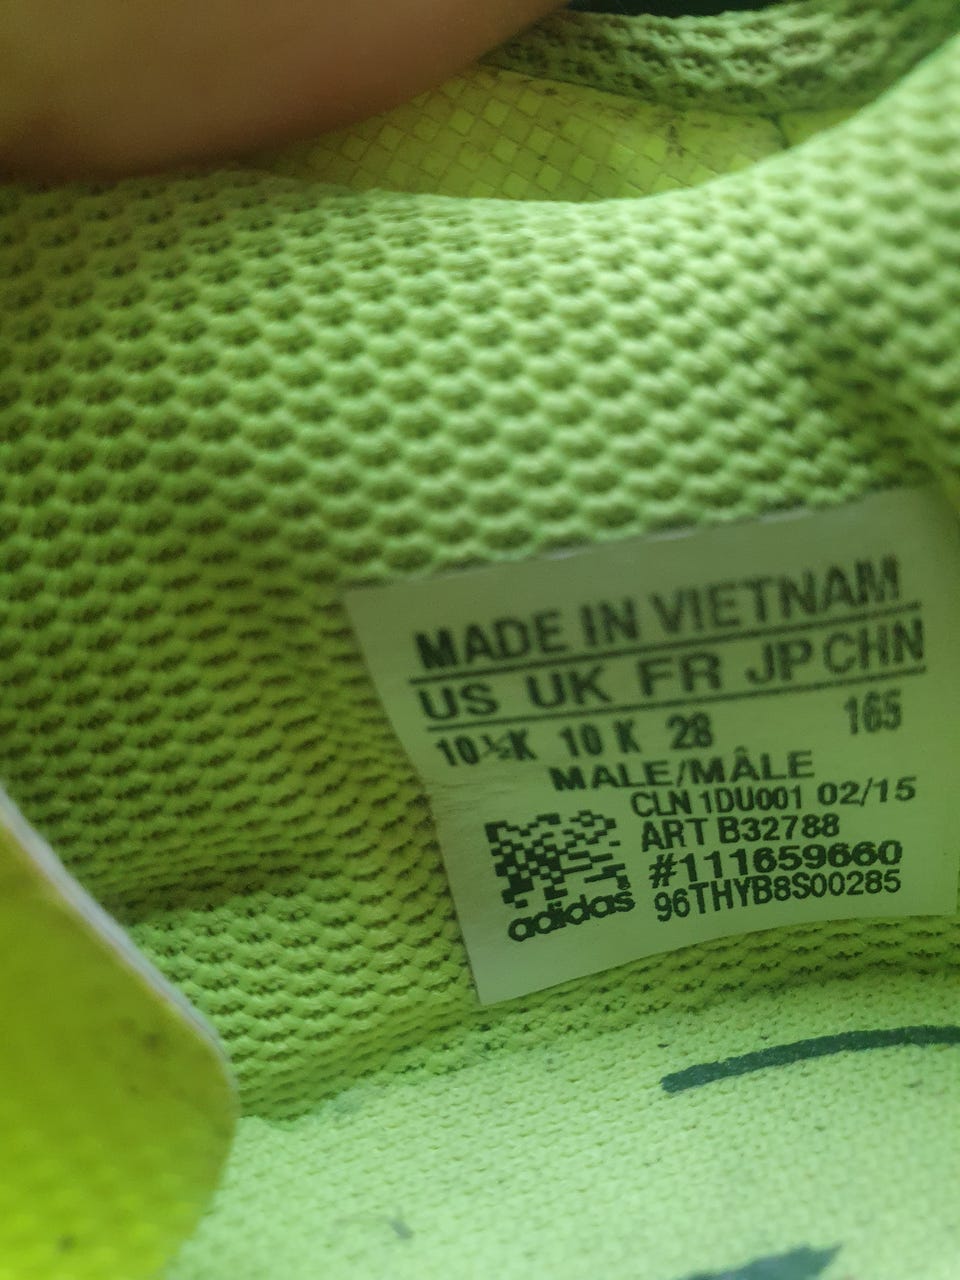 MADE IN VIETNAM
US UK FR JP CHN
10½K 10 K 28 165
MALE/MÂLE
CLN 1DU001 02/15
ART B32788
#111659660
96THYB8S00285
adidas